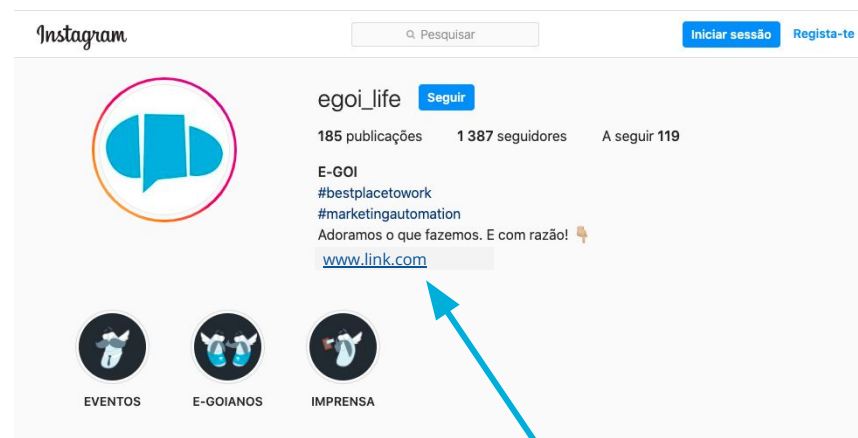 Instagram
Pesquisar
Iniciar sessão
Regista-te
egoi_life
Seguir
185 publicações 1 387 seguidores A seguir 119
E-GOI
#bestplacetowork
#marketingautomation
Adoramos o que fazemos. E com razão! 👇🏼
www.link.com
EVENTOS E-GOIANOS IMPRENSA